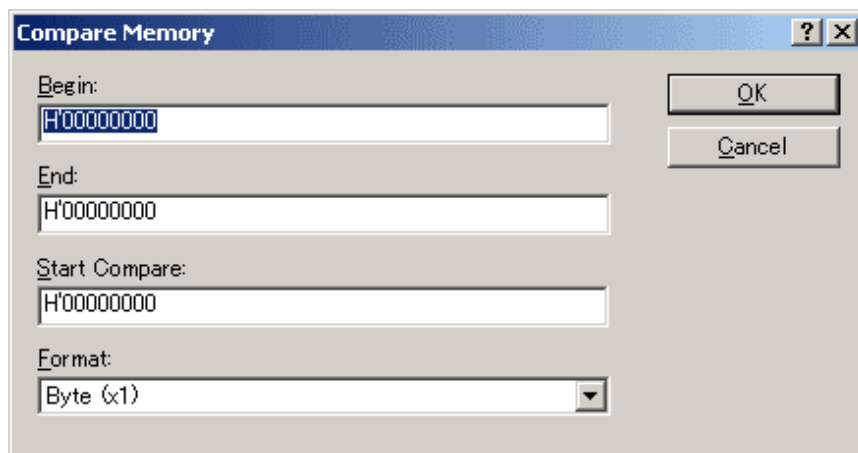 Compare Memory
Begin:
H'00000000
OK
Cancel
End:
H'00000000
Start Compare:
H'00000000
Format:
Byte (x1)